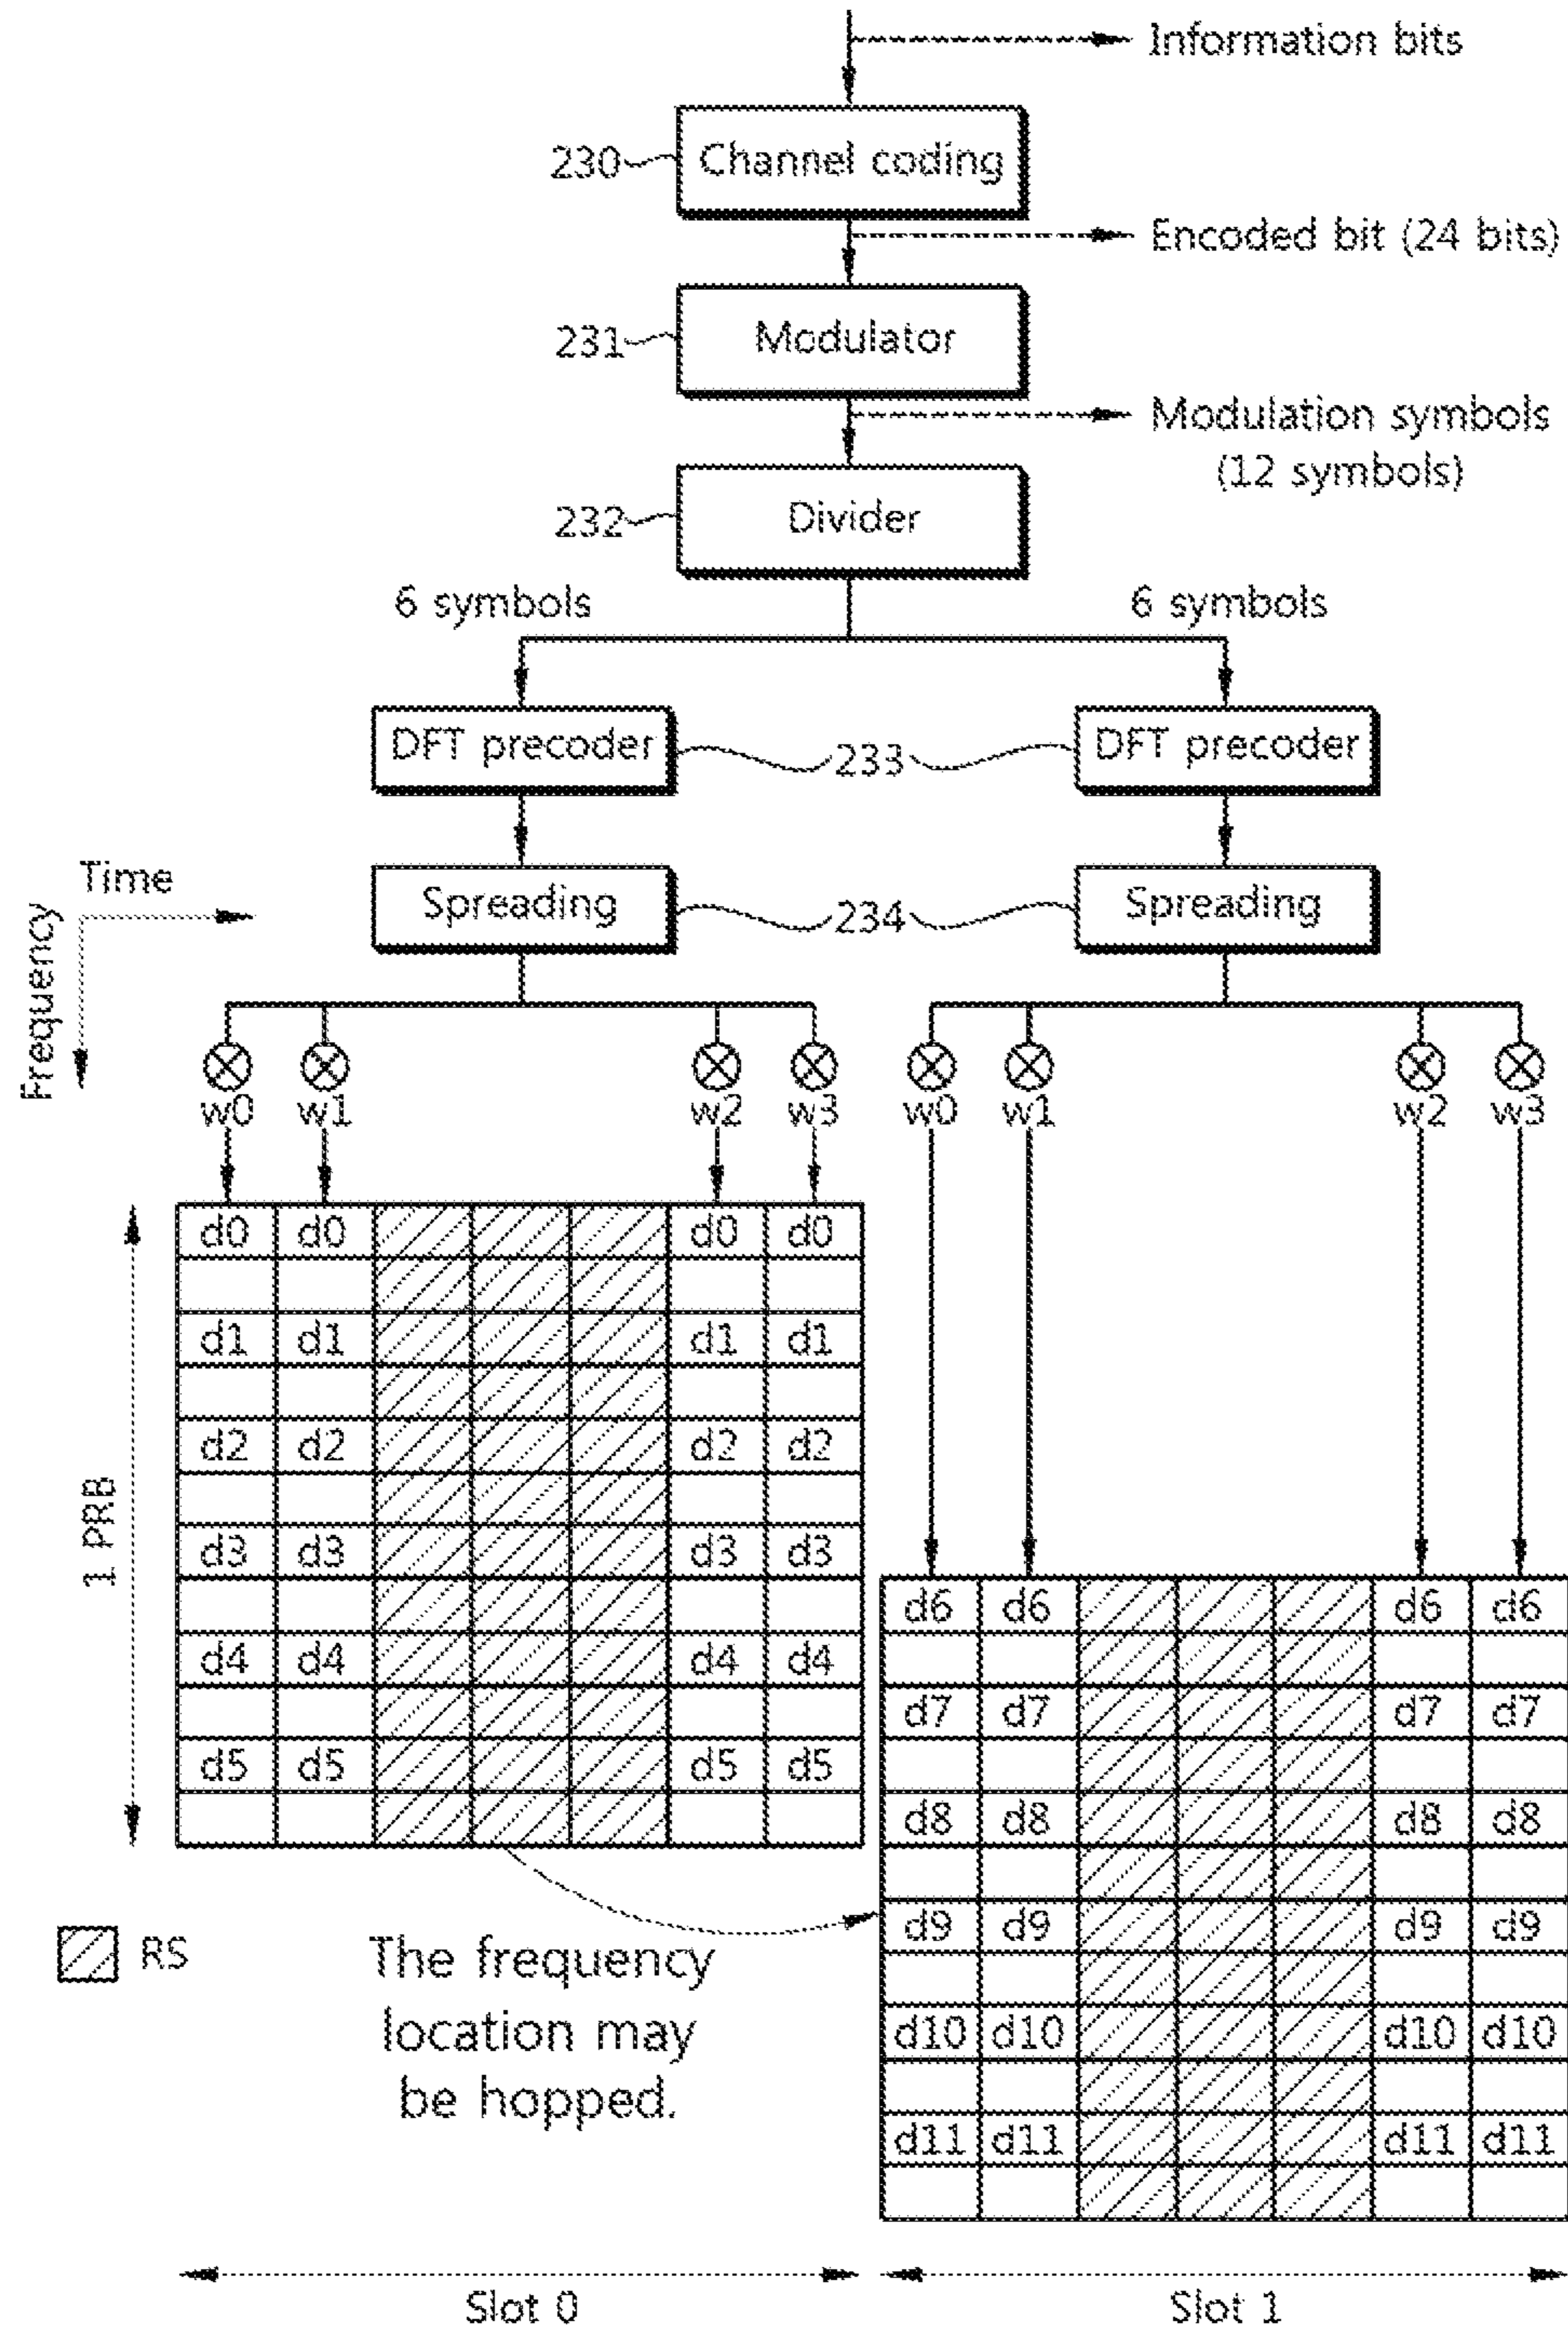 Information bits
230
Channel coding
Encoded bit (24 bits)
231
Modulator
Modulation symbols
(12 symbols)
232
Divider
6 symbols 6 symbols
DFT precoder 233 DFT precoder
Time
Frequency
Spreading 234 Spreading
w0 w1 w2 w3 w0 w1 w2 w3
1 PRB
d0 d0 d0 d0
d1 d1 d1 d1
d2 d2 d2 d2
d3 d3 d3 d3
d4 d4 d4 d4
d5 d5 d5 d5
d6 d6 d6 d6
d7 d7 d7 d7
d8 d8 d8 d8
d9 d9 d9 d9
d10 d10 d10 d10
d11 d11 d11 d11
RS
The frequency
location may
be hopped.
Slot 0 Slot 1